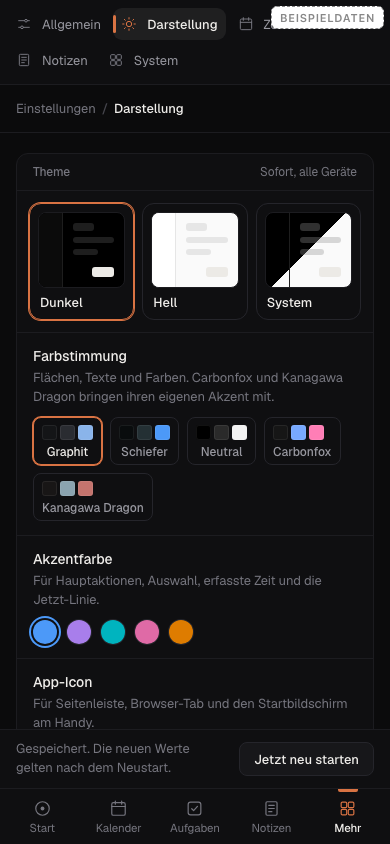 Allgemein
Darstellung
BEISPIELDATEN
Notizen
System
Einstellungen / Darstellung
Theme
Sofort, alle Geräte
Dunkel
Hell
System
Farbstimmung
Flächen, Texte und Farben. Carbonfox und Kanagawa
Dragon bringen ihren eigenen Akzent mit.
Graphit
Schiefer
Neutral
Carbonfox
Kanagawa Dragon
Akzentfarbe
Für Hauptaktionen, Auswahl, erfasste Zeit und die
Jetzt-Linie.
App-Icon
Für Seitenleiste, Browser-Tab und den Startbildschirm
am Handy.
Gespeichert. Die neuen Werte
gelten nach dem Neustart.
Jetzt neu starten
Start
Kalender
Aufgaben
Notizen
Mehr